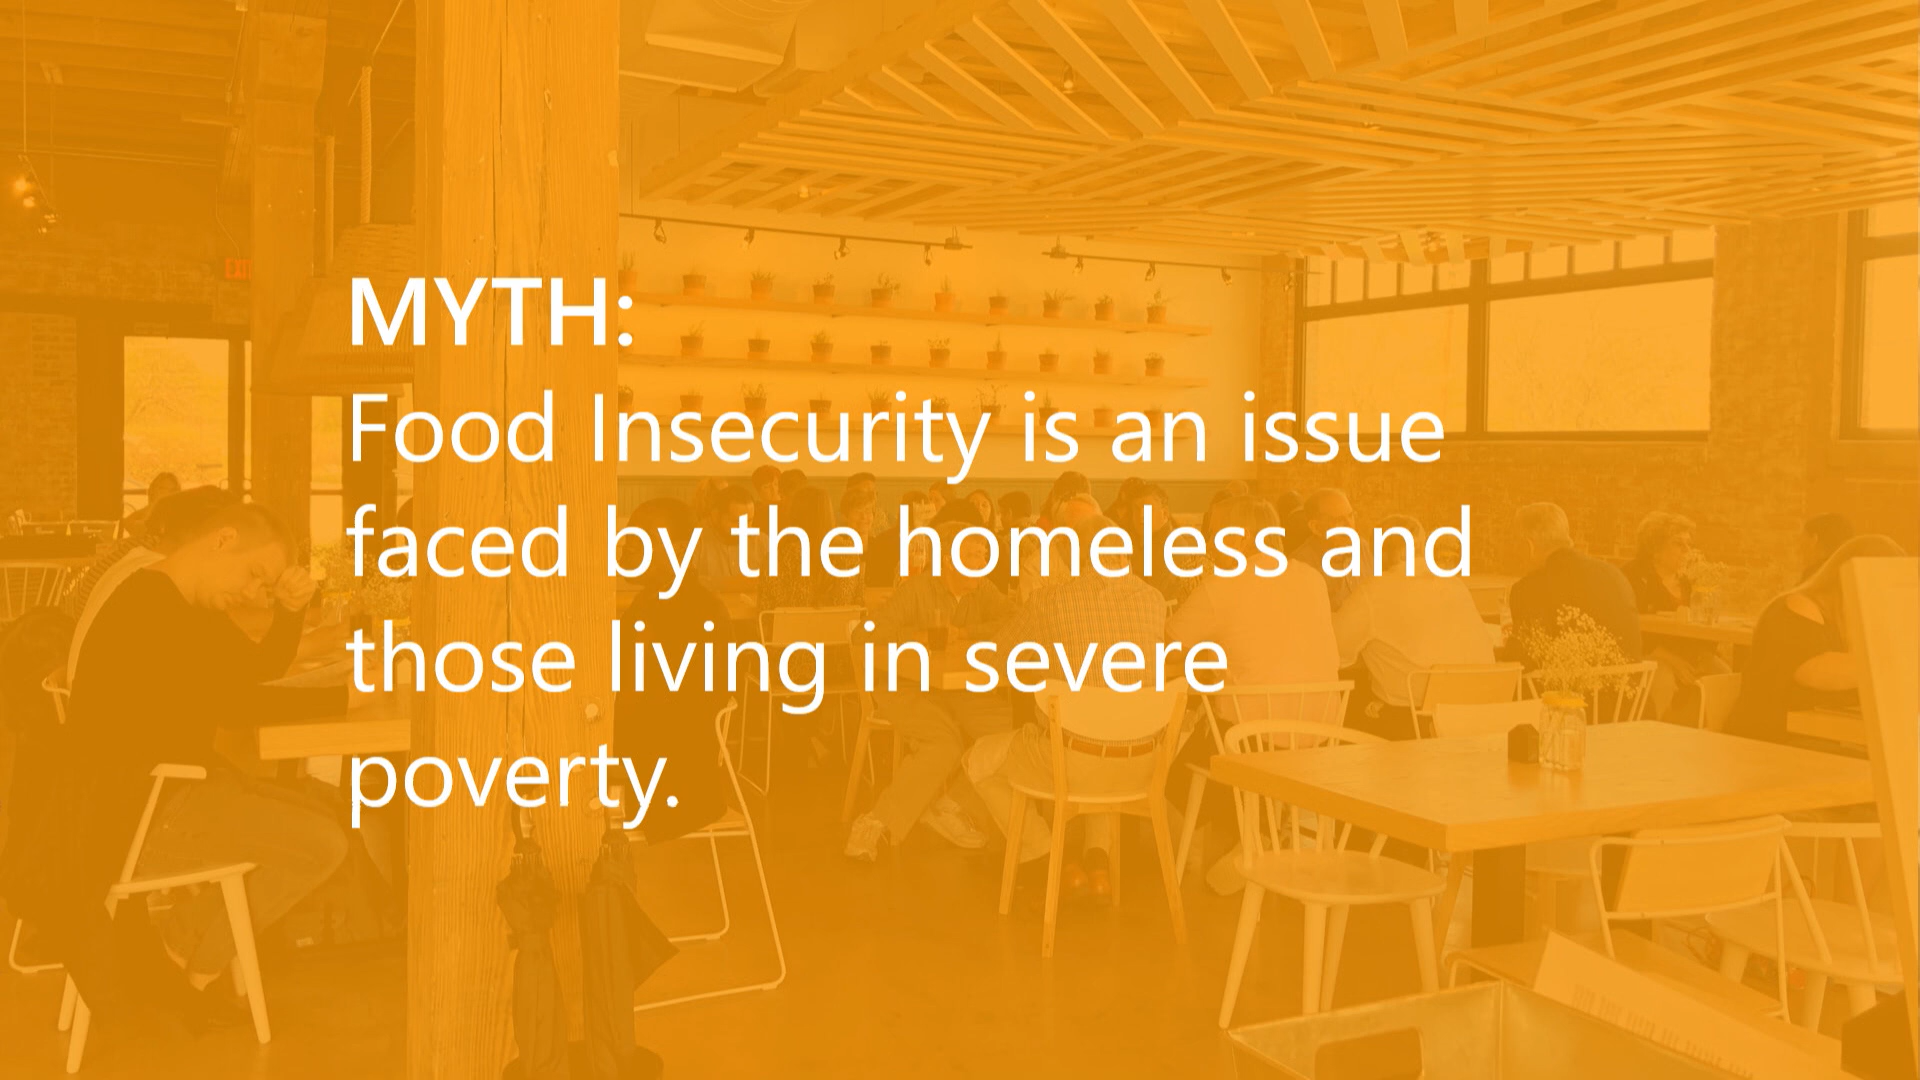 MYTH:
Food Insecurity is an issue
faced by the homeless and
those living in severe
poverty.